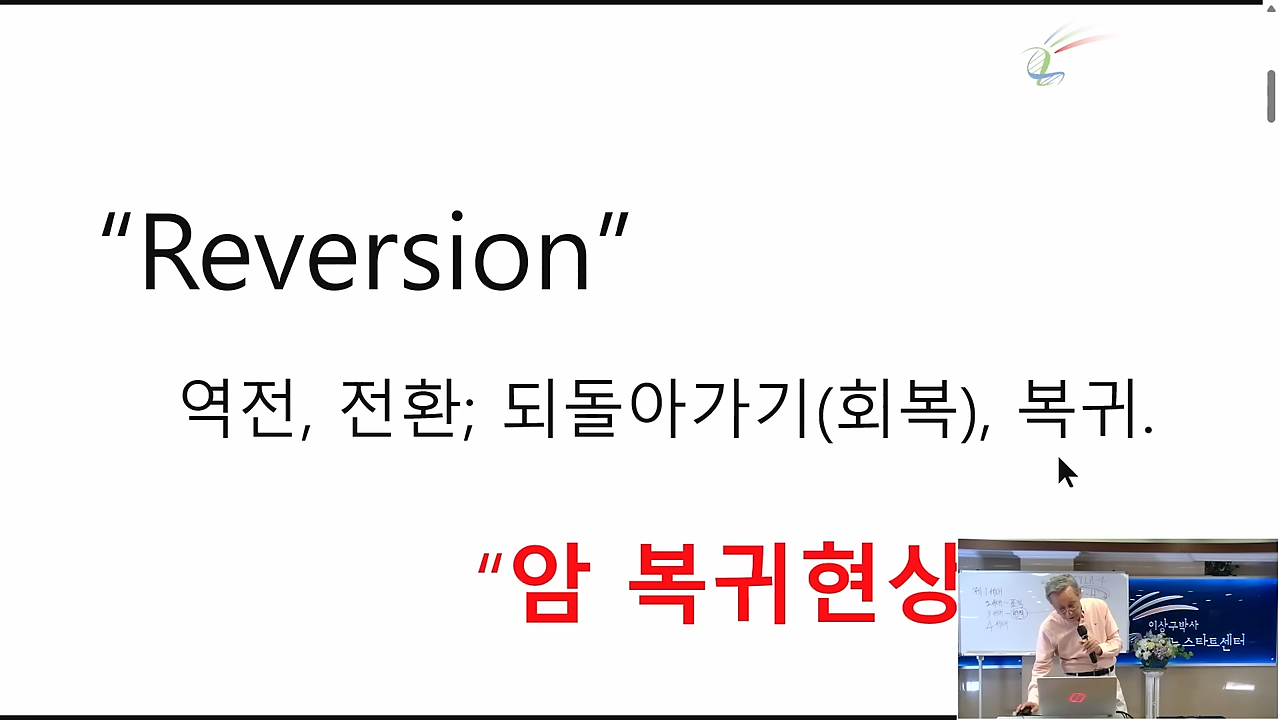 “Reversion”
역전, 전환; 되돌아가기(회복), 복귀.
“암 복귀현상
이상구박사
스타트센터